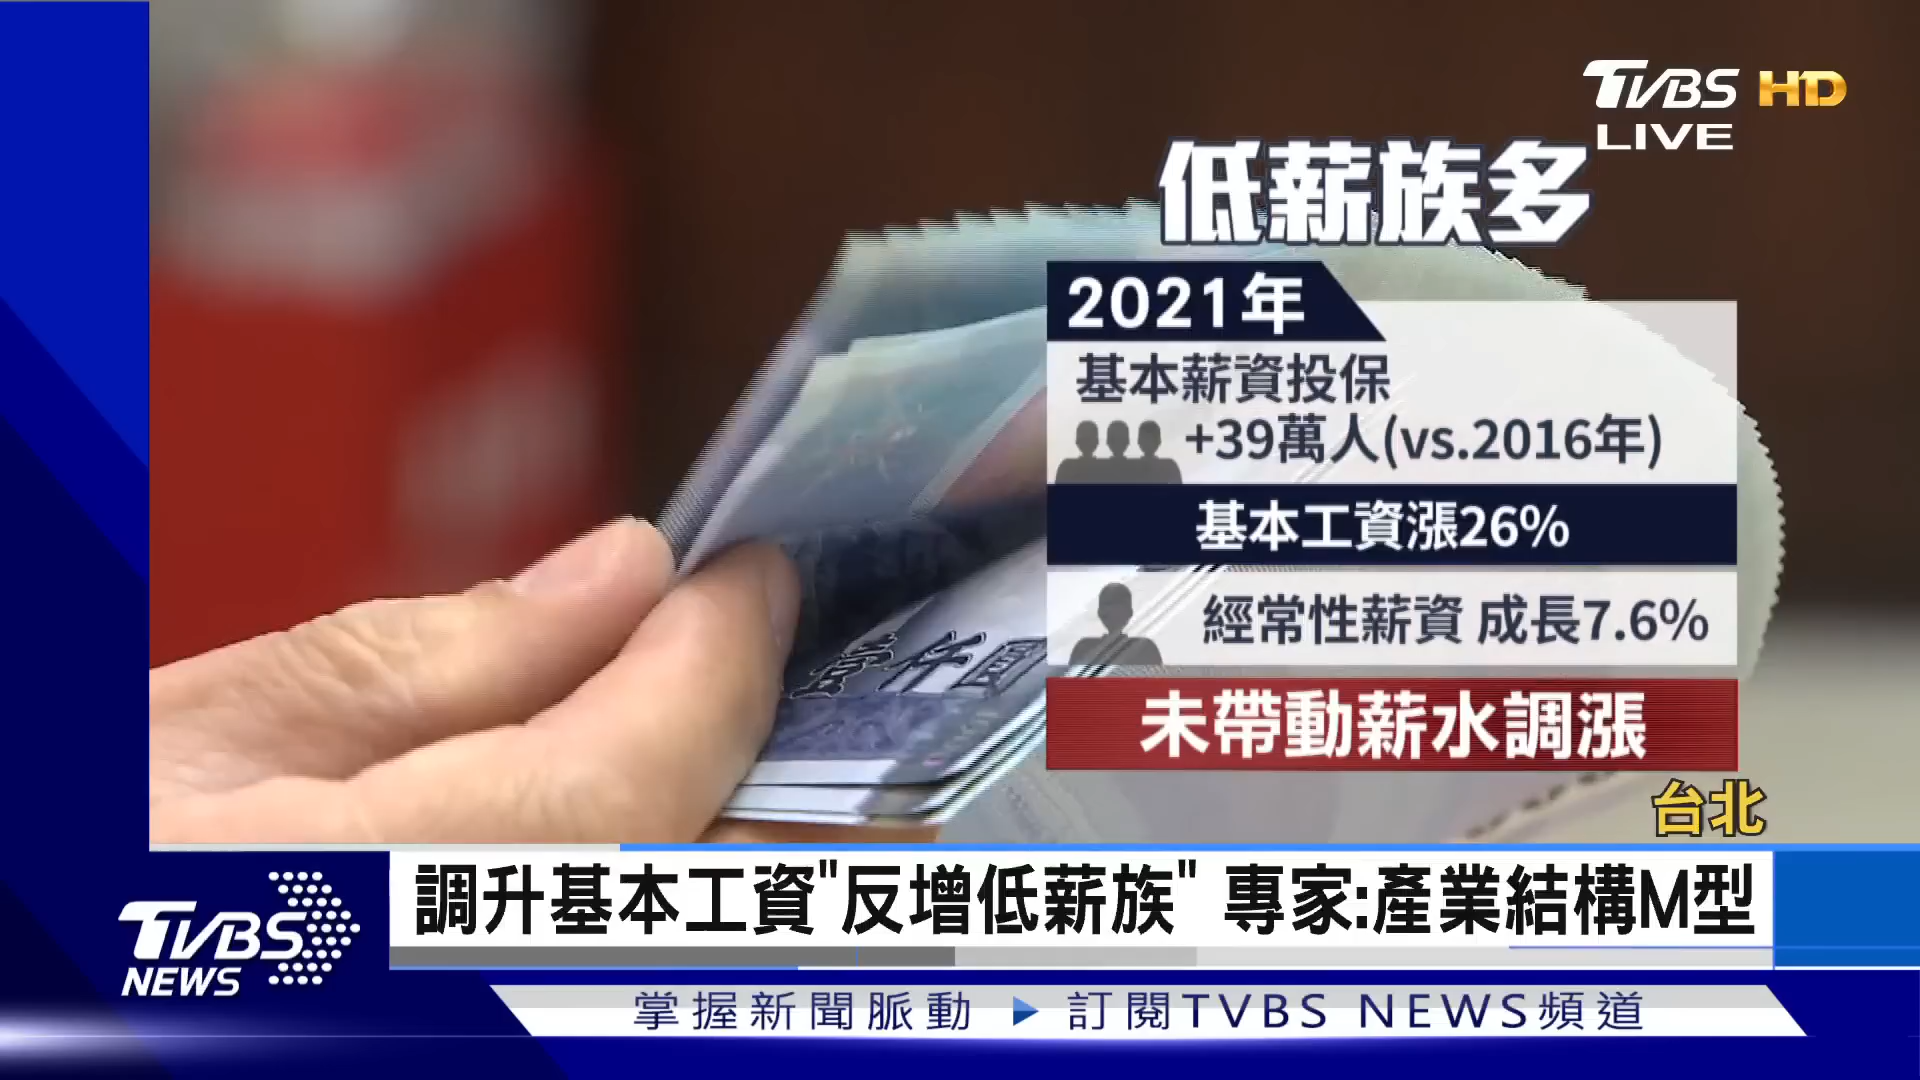 TVBS HD
LIVE
低薪族多
2021年
基本薪資投保
+39萬人(vs.2016年)
基本工資漲26%
經常性薪資 成長7.6%
未帶動薪水調漲
台北
調升基本工資"反增低薪族" 專家:產業結構M型
TVBS
NEWS
掌握新聞脈動 ▶ 訂閱TVBS NEWS頻道